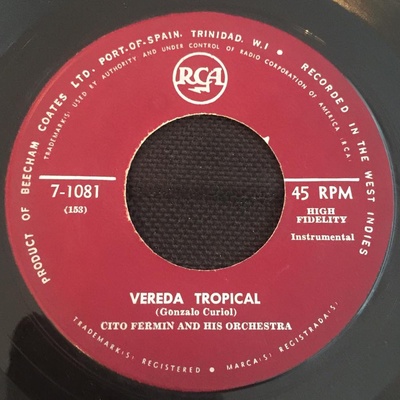 PRODUCT OF BEECHAM COATES LTD. PORT-OF-SPAIN, TRINIDAD, W.I • RECORDED IN THE WEST INDIES
TRADEMARK(S) USED BY AUTHORITY AND UNDER CONTROL OF RADIO CORPORATION OF AMERICA (RCA)
RCA
7-1081
45 RPM
(153)
HIGH
FIDELITY
Instrumental
VEREDA TROPICAL
(Gonzalo Curiol)
CITO FERMIN AND HIS ORCHESTRA
TRADEMARK(S) REGISTERED • MARCA(S) REGISTRADA(S)